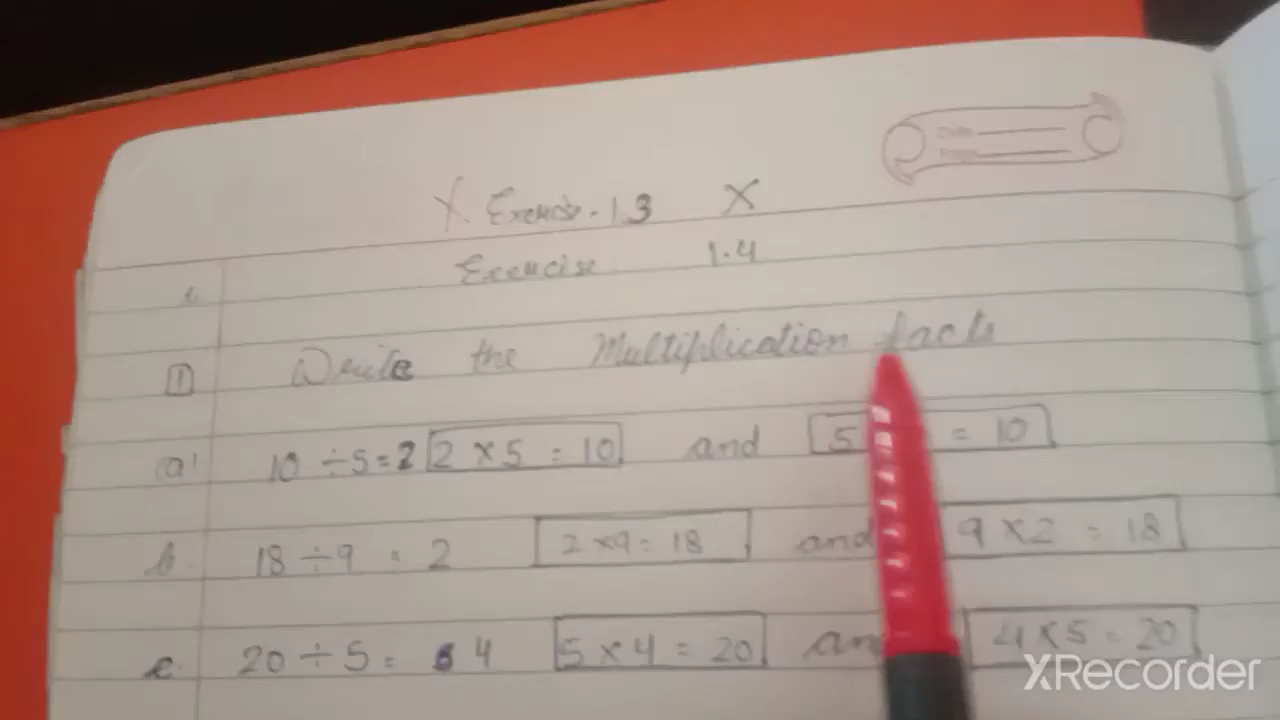 X Exercise. 1.3 X
Exercise 1.4
1.
1 Write the Multiplication facts
a) 10 ÷ 5 = 2 2 × 5 = 10 and 5 = 10
b. 18 ÷ 9 = 2 2 × 9 = 18 and 9 × 2 = 18
c. 20 ÷ 5 = 4 5 × 4 = 20 and 4 × 5 = 20
XRecorder